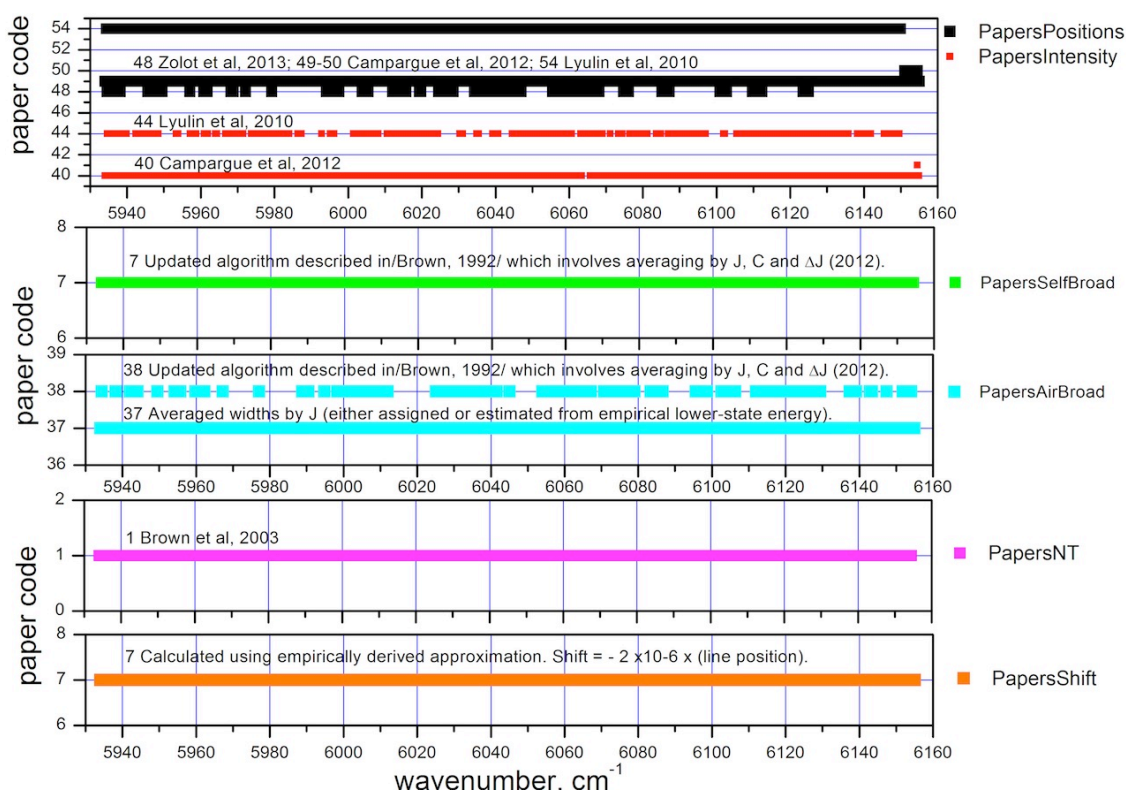 paper code
54
52
50
48
46
44
42
40
48 Zolot et al, 2013; 49-50 Campargue et al, 2012; 54 Lyulin et al, 2010
44 Lyulin et al, 2010
40 Campargue et al, 2012
PapersPositions
PapersIntensity
5940 5960 5980 6000 6020 6040 6060 6080 6100 6120 6140 6160
paper code
8
7
6
7 Updated algorithm described in/Brown, 1992/ which involves averaging by J, C and ΔJ (2012).
PapersSelfBroad
39
38
37
36
38 Updated algorithm described in/Brown, 1992/ which involves averaging by J, C and ΔJ (2012).
37 Averaged widths by J (either assigned or estimated from empirical lower-state energy).
PapersAirBroad
5940 5960 5980 6000 6020 6040 6060 6080 6100 6120 6140 6160
paper code
2
1
0
1 Brown et al, 2003
PapersNT
8
7
6
7 Calculated using empirically derived approximation. Shift = - 2 x10-6 x (line position).
PapersShift
5940 5960 5980 6000 6020 6040 6060 6080 6100 6120 6140 6160
wavenumber, cm⁻¹